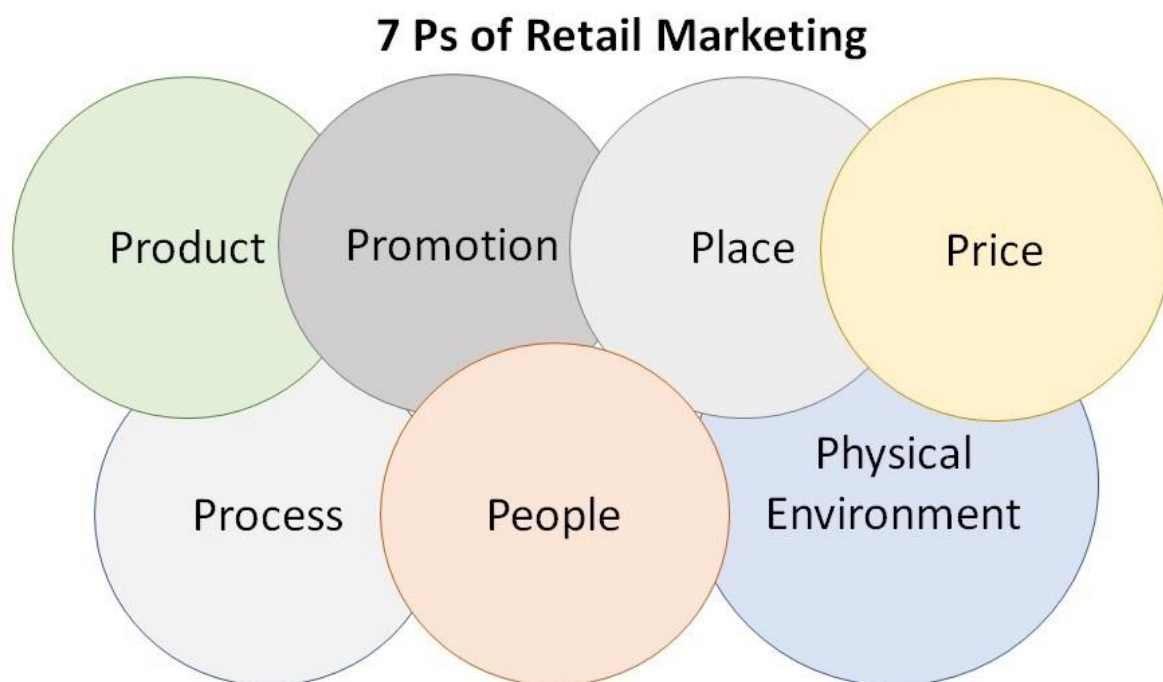 7 Ps of Retail Marketing
Product
Promotion
Place
Price
Process
People
Physical
Environment